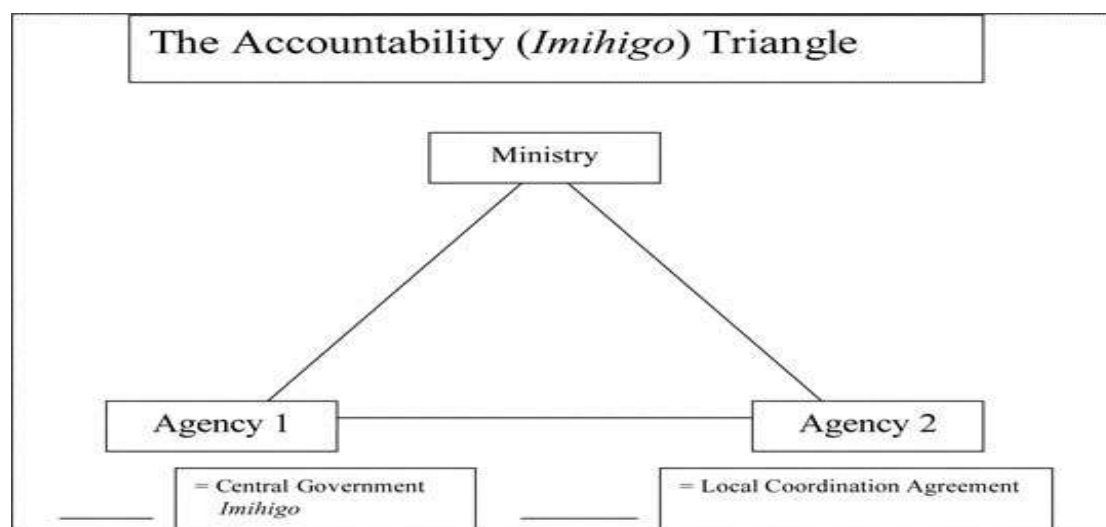 The Accountability (Imihigo) Triangle
Ministry
Agency 1
Agency 2
= Central Government
Imihigo
= Local Coordination Agreement